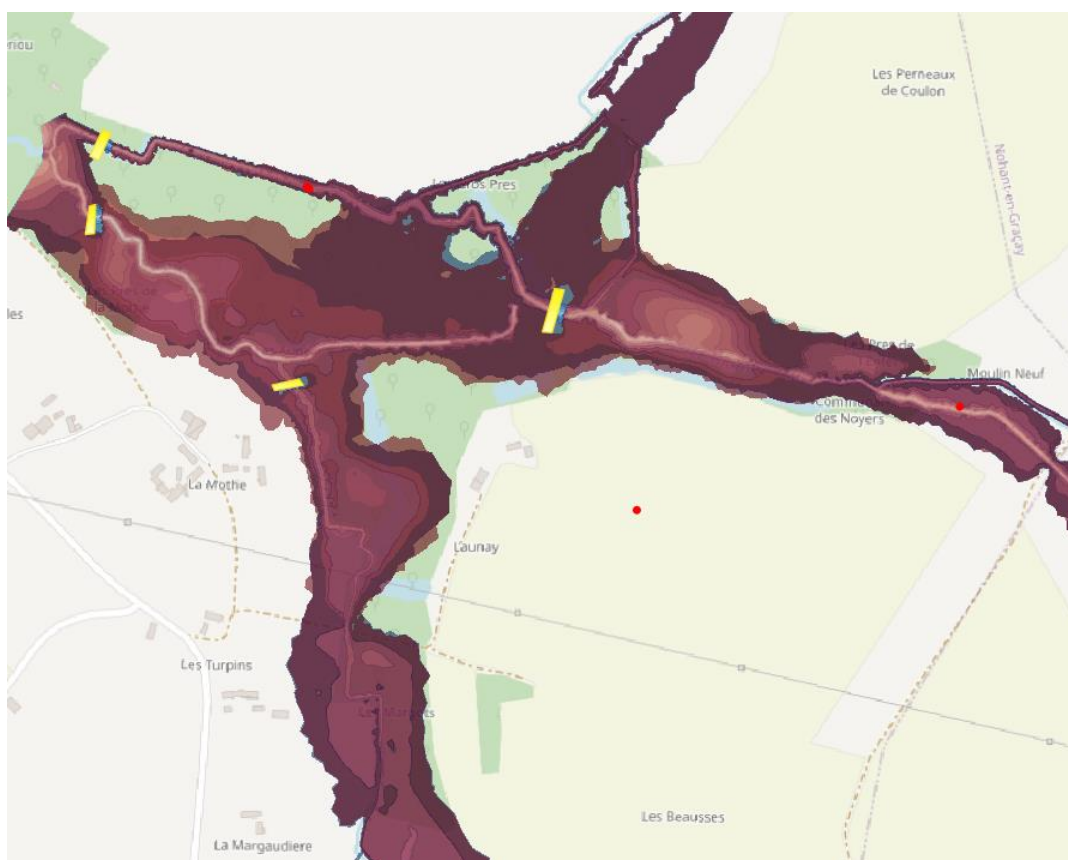 Les Perneaux
de Coulon
Nohant-en-Graçay
Moulin Neuf
des Noyers
La Mothe
Launay
Les Turpins
Les Beausses
La Margaudiere